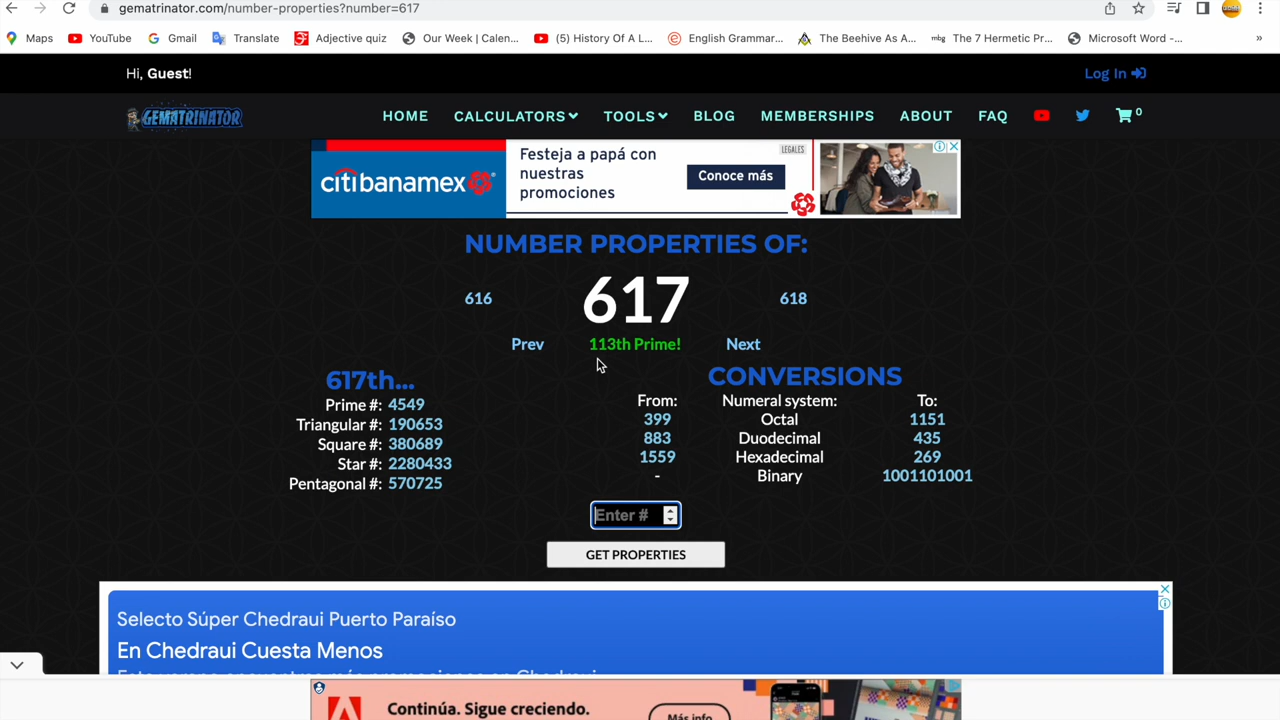 gematrinator.com/number-properties?number=617
Maps YouTube Gmail Translate Adjective quiz Our Week | Calen... (5) History Of A L... English Grammar... The Beehive As A... mbg The 7 Hermetic Pr... Microsoft Word -... »
Hi, Guest! Log In
GEMATRINATOR HOME CALCULATORS TOOLS BLOG MEMBERSHIPS ABOUT FAQ 0
citibanamex Festeja a papá con nuestras promociones LEGALES Conoce más
NUMBER PROPERTIES OF:
616 617 618
Prev 113th Prime! Next
617th... CONVERSIONS
Prime #: 4549 From: Numeral system: To:
Triangular #: 190653 399 Octal 1151
Square #: 380689 883 Duodecimal 435
Star #: 2280433 1559 Hexadecimal 269
Pentagonal #: 570725 - Binary 1001101001
Enter #
GET PROPERTIES
Selecto Súper Chedraui Puerto Paraíso
En Chedraui Cuesta Menos
Continúa. Sigue creciendo. Más info